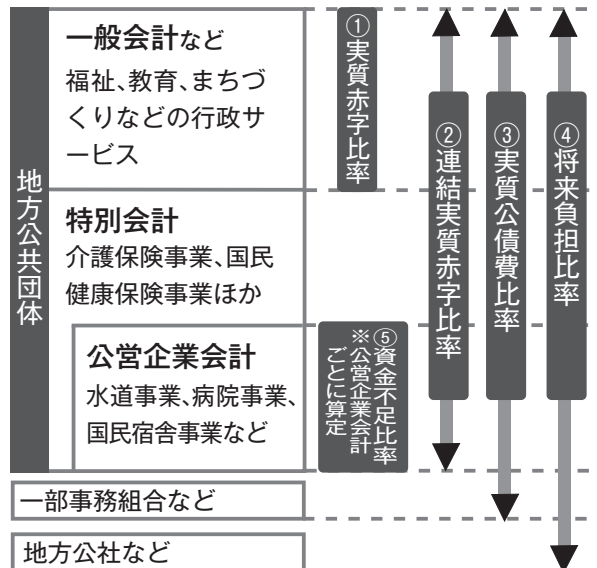 地方公共団体
一般会計など
福祉、教育、まちづ
くりなどの行政サ
ービス
特別会計
介護保険事業、国民
健康保険事業ほか
公営企業会計
水道事業、病院事業、
国民宿舎事業など
一部事務組合など
地方公社など
①実質赤字比率
②連結実質赤字比率
③実質公債費比率
④将来負担比率
⑤資金不足比率
※公営企業会計
ごとに算定